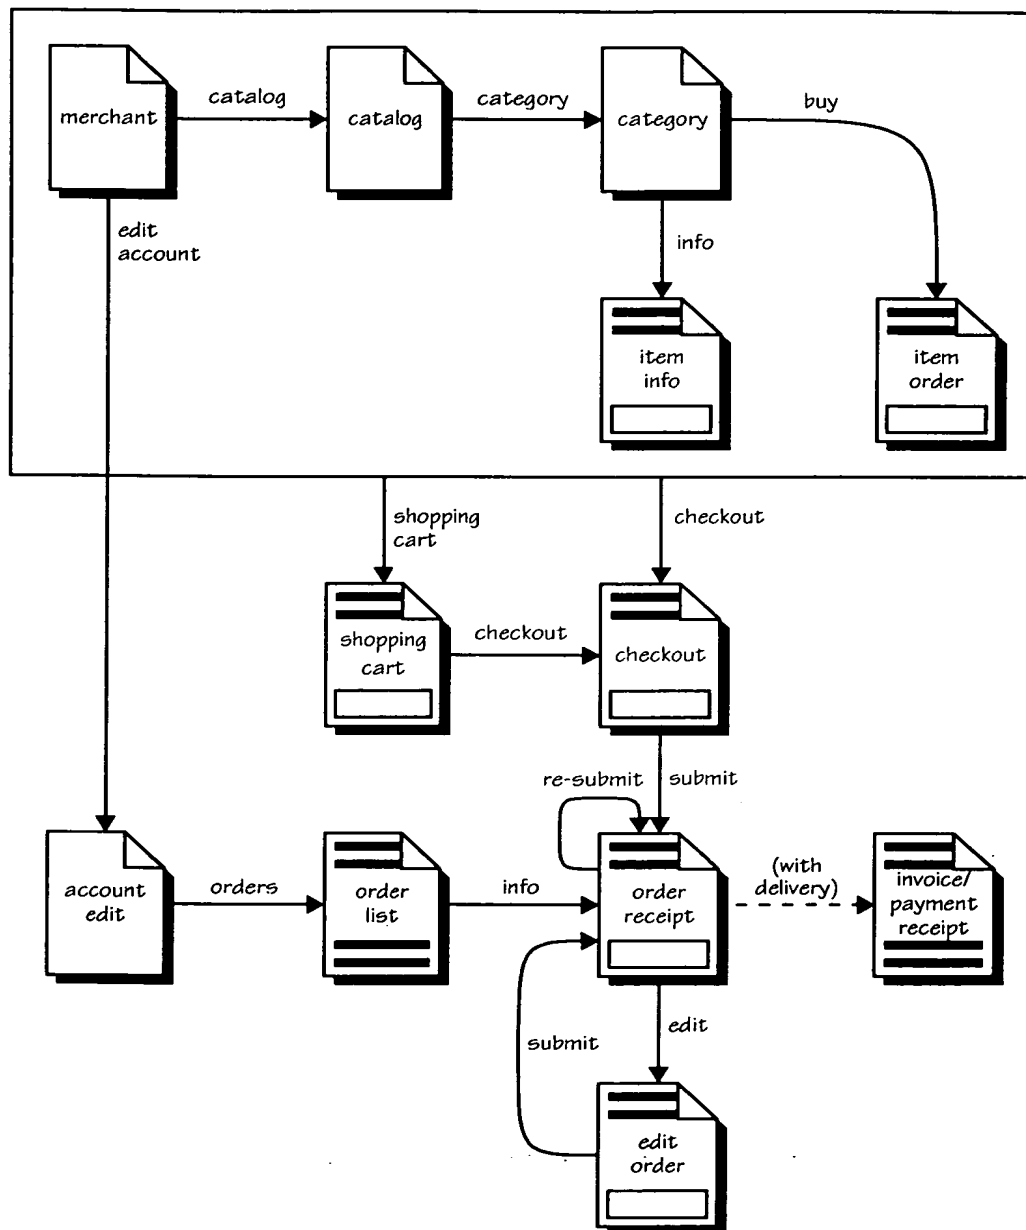 merchant
catalog
catalog
category
category
buy
edit
account
info
item
info
item
order
shopping
cart
checkout
shopping
cart
checkout
checkout
re-submit
submit
account
edit
orders
order
list
info
order
receipt
(with
delivery)
invoice/
payment
receipt
submit
edit
edit
order